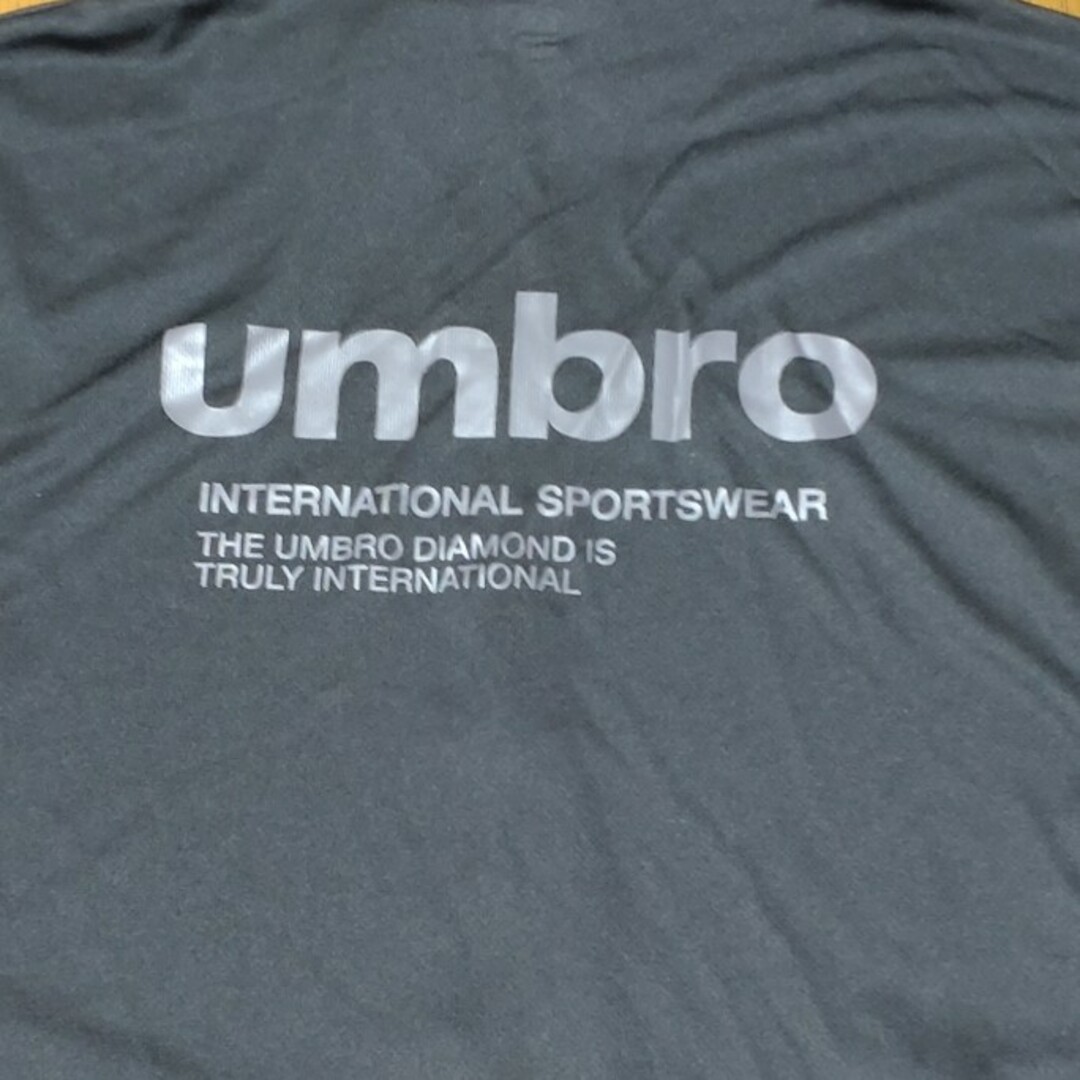 umbro
INTERNATIONAL SPORTSWEAR
THE UMBRO DIAMOND IS
TRULY INTERNATIONAL